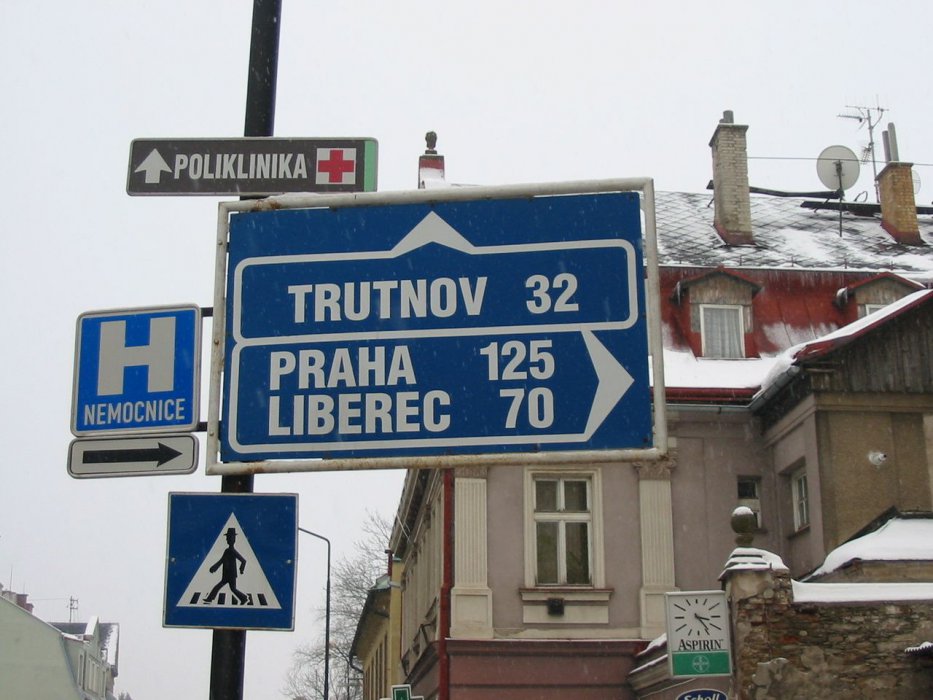 POLIKLINIKA
TRUTNOV 32
PRAHA 125
LIBEREC 70
H
NEMOCNICE
ASPIRIN
Scholl